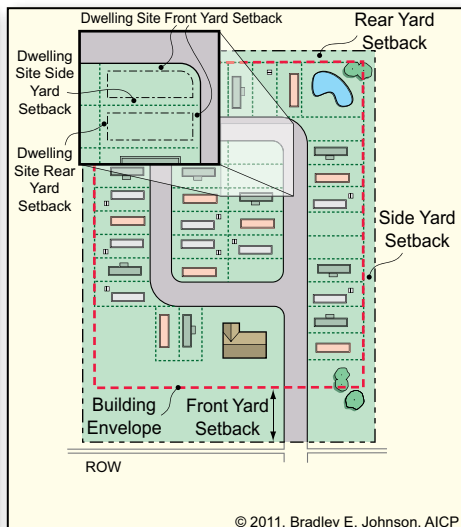 Dwelling Site Front Yard Setback
Rear Yard
Setback
Dwelling
Site Side
Yard
Setback
Dwelling
Site Rear
Yard
Setback
Side Yard
Setback
Building
Envelope
Front Yard
Setback
ROW
© 2011, Bradley E. Johnson, AICP